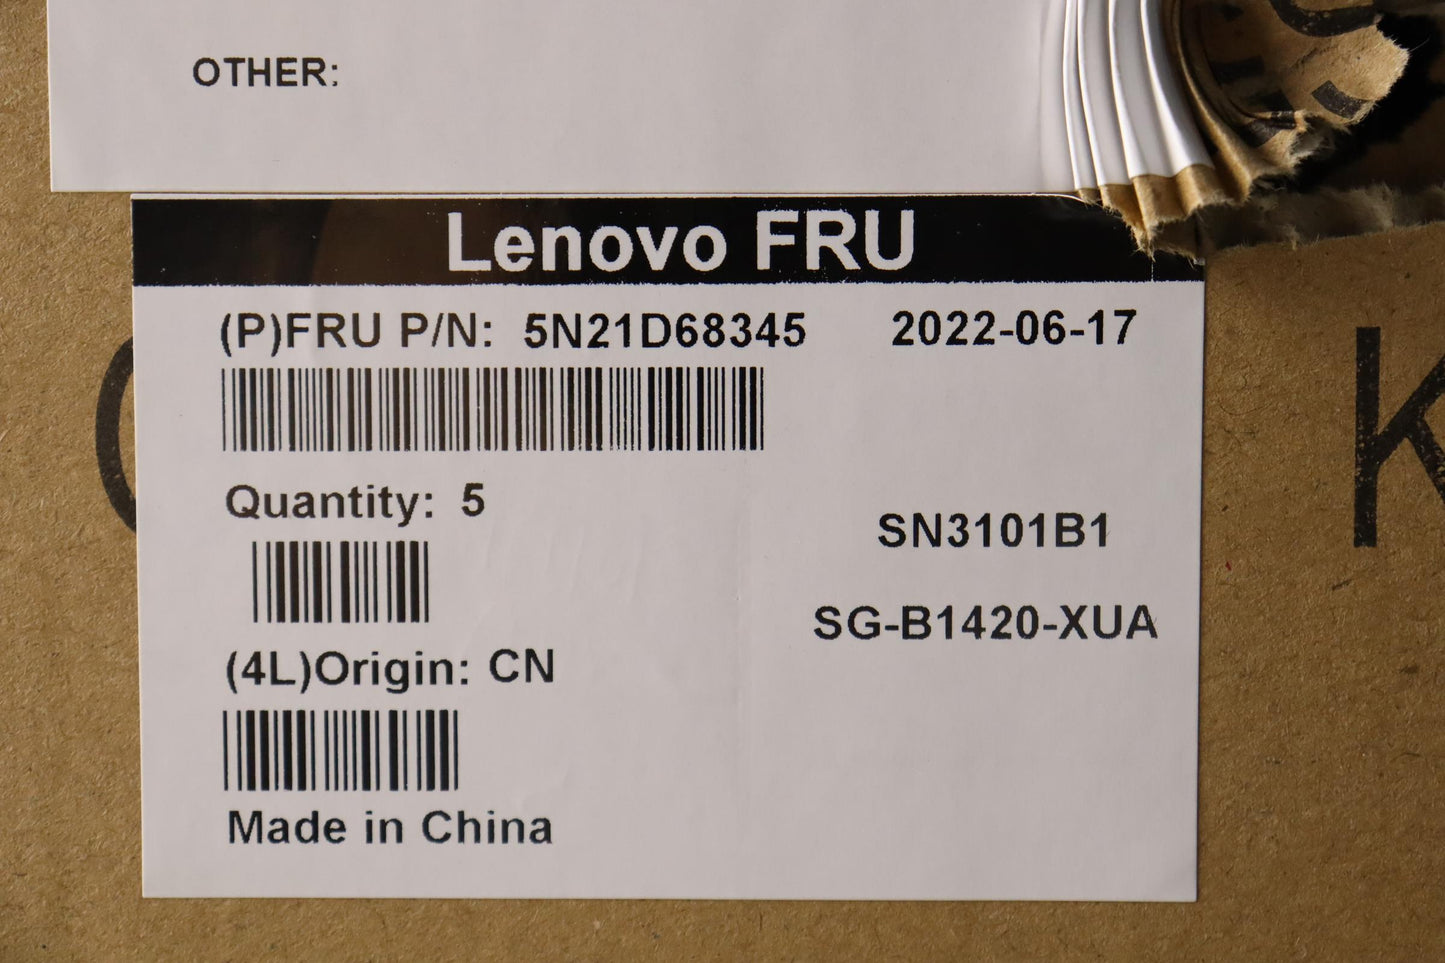 OTHER:
Lenovo FRU
(P)FRU P/N: 5N21D68345 2022-06-17
Quantity: 5
SN3101B1
SG-B1420-XUA
(4L)Origin: CN
Made in China
K